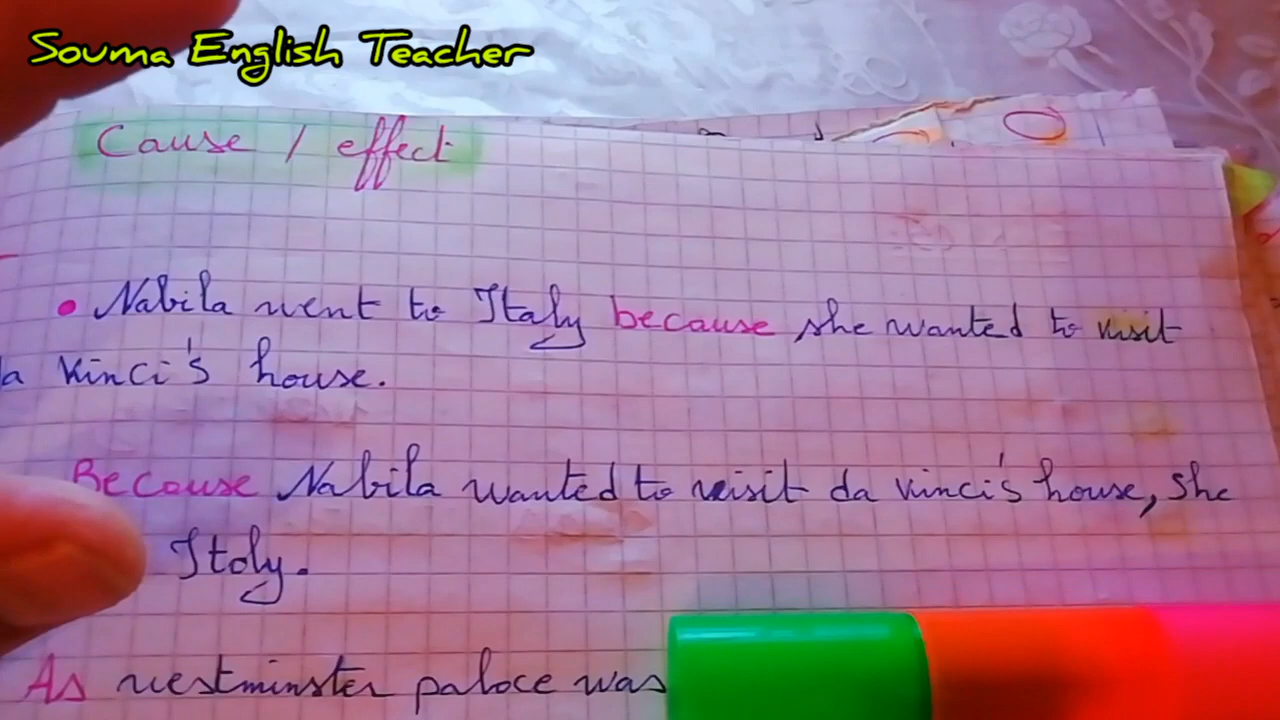 Souma English Teacher
Cause / effect
• Nabila went to Italy because she wanted to visit
a Vinci's house.
Because Nabila wanted to visit da Vinci's house, she
Italy.
As westminster palace was